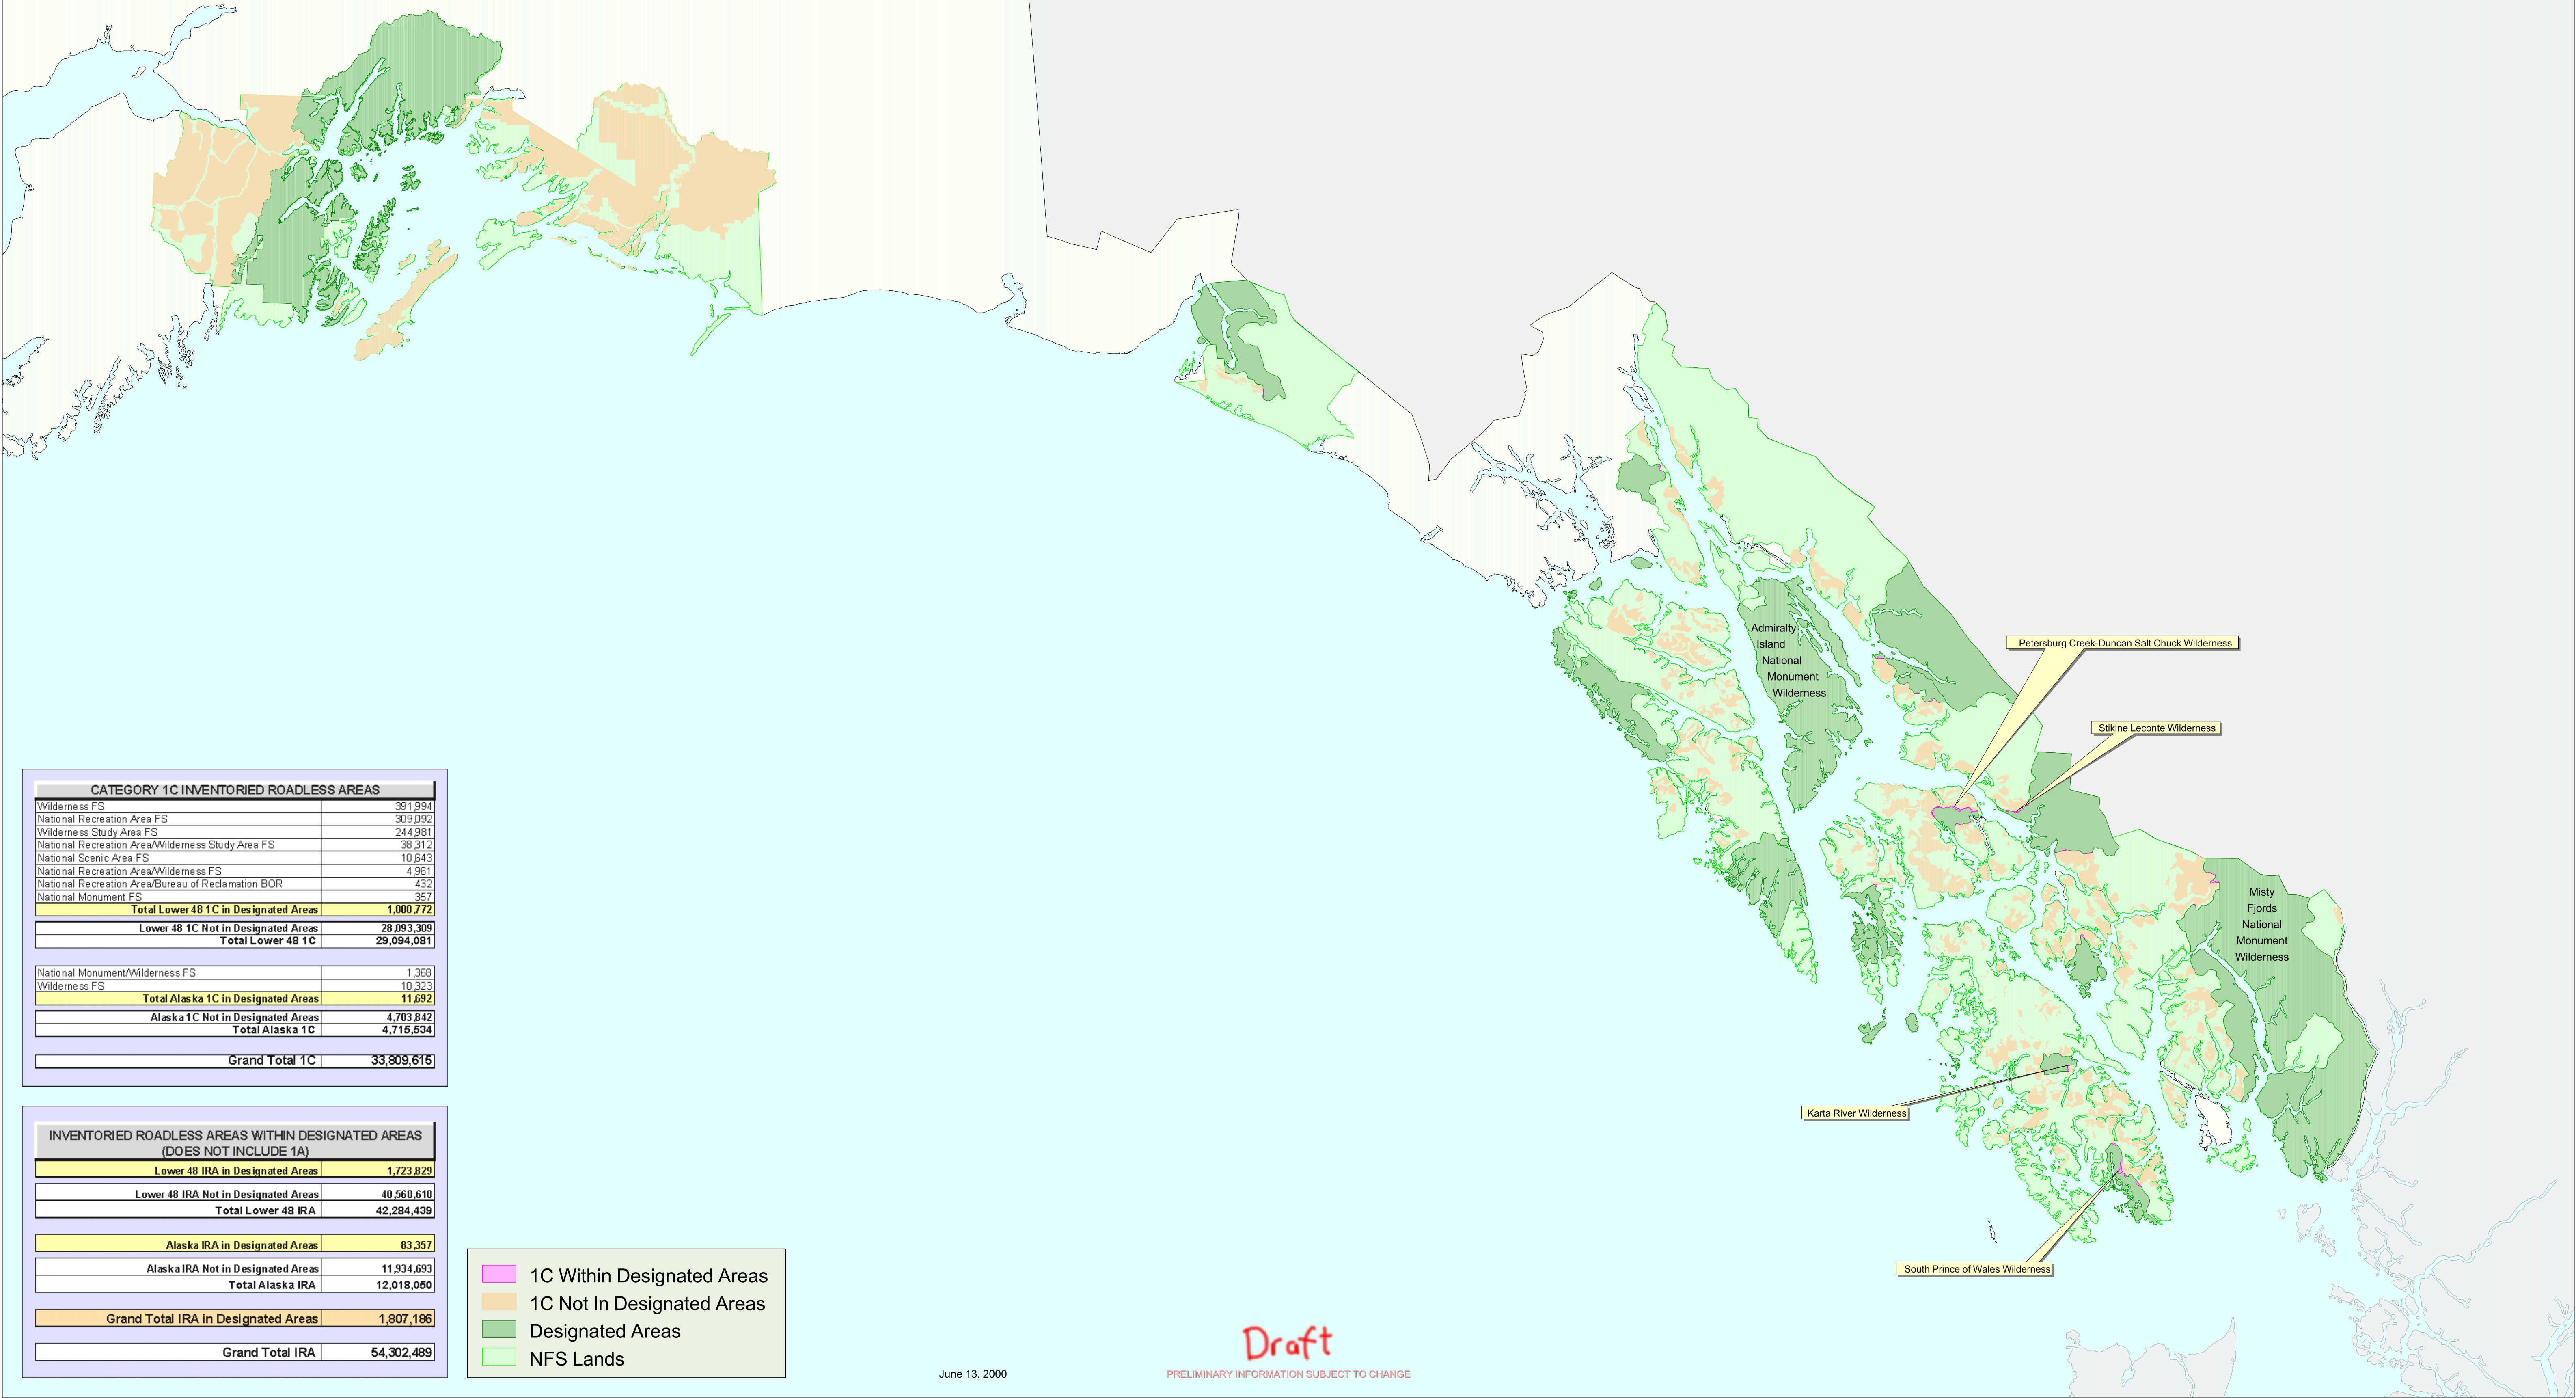 Admiralty
Island
National
Monument
Wilderness
Petersburg Creek-Duncan Salt Chuck Wilderness
Stikine Leconte Wilderness
Misty
Fjords
National
Monument
Wilderness
Karta River Wilderness
South Prince of Wales Wilderness
CATEGORY 1C INVENTORIED ROADLESS AREAS
Wilderness FS 391,994
National Recreation Area FS 309,092
Wilderness Study Area FS 244,981
National Recreation Area/Wilderness Study Area FS 38,312
National Scenic Area FS 10,643
National Recreation Area/Wilderness FS 4,961
National Recreation Area/Bureau of Reclamation BOR 432
National Monument FS 357
Total Lower 48 1C in Designated Areas 1,000,772
Lower 48 1C Not in Designated Areas 28,093,309
Total Lower 48 1C 29,094,081
National Monument/Wilderness FS 1,368
Wilderness FS 10,323
Total Alaska 1C in Designated Areas 11,692
Alaska 1C Not in Designated Areas 4,703,842
Total Alaska 1C 4,715,534
Grand Total 1C 33,809,615
INVENTORIED ROADLESS AREAS WITHIN DESIGNATED AREAS
(DOES NOT INCLUDE 1A)
Lower 48 IRA in Designated Areas 1,723,829
Lower 48 IRA Not in Designated Areas 40,560,610
Total Lower 48 IRA 42,284,439
Alaska IRA in Designated Areas 83,357
Alaska IRA Not in Designated Areas 11,934,693
Total Alaska IRA 12,018,050
Grand Total IRA in Designated Areas 1,807,186
Grand Total IRA 54,302,489
1C Within Designated Areas
1C Not In Designated Areas
Designated Areas
NFS Lands
June 13, 2000
Draft
PRELIMINARY INFORMATION SUBJECT TO CHANGE